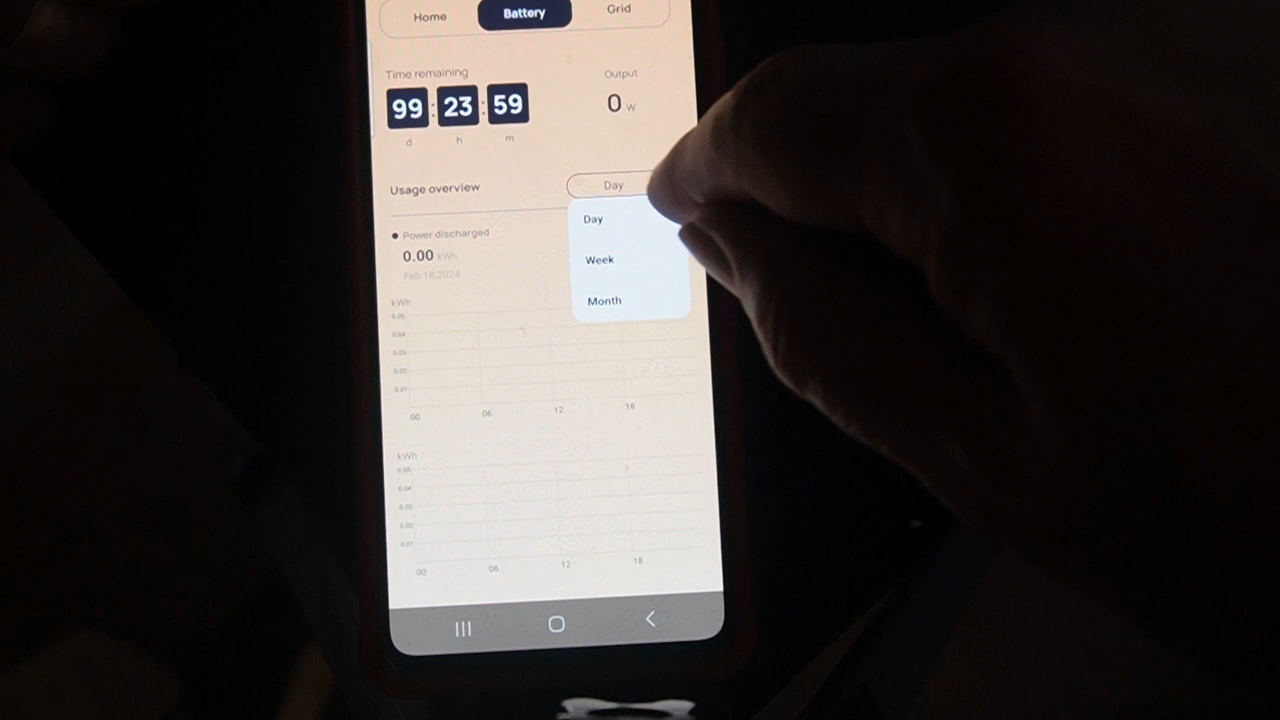 Home Battery Grid
Time remaining Output
99 : 23 : 59 0 W
d h m
Usage overview Day
Day
Power discharged
0.00 kWh Week
Feb 18,2024
kWh Month
0.05
0.04
0.03
0.02
0.01
00 06 12 18
kWh
0.05
0.04
0.03
0.02
0.01
00 06 12 18